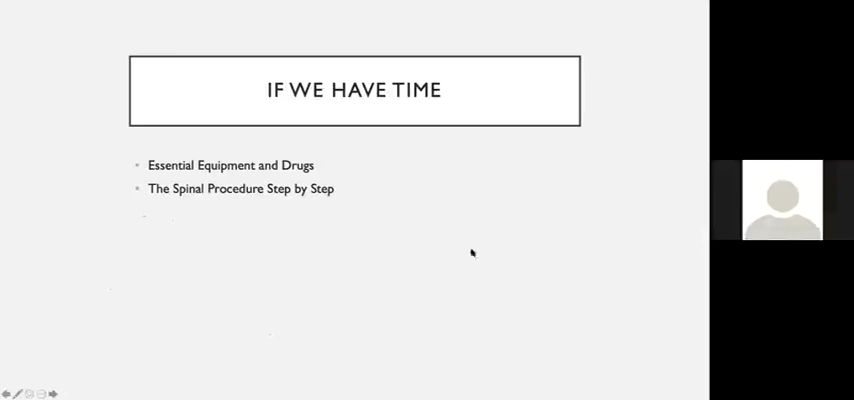 IF WE HAVE TIME
Essential Equipment and Drugs
The Spinal Procedure Step by Step